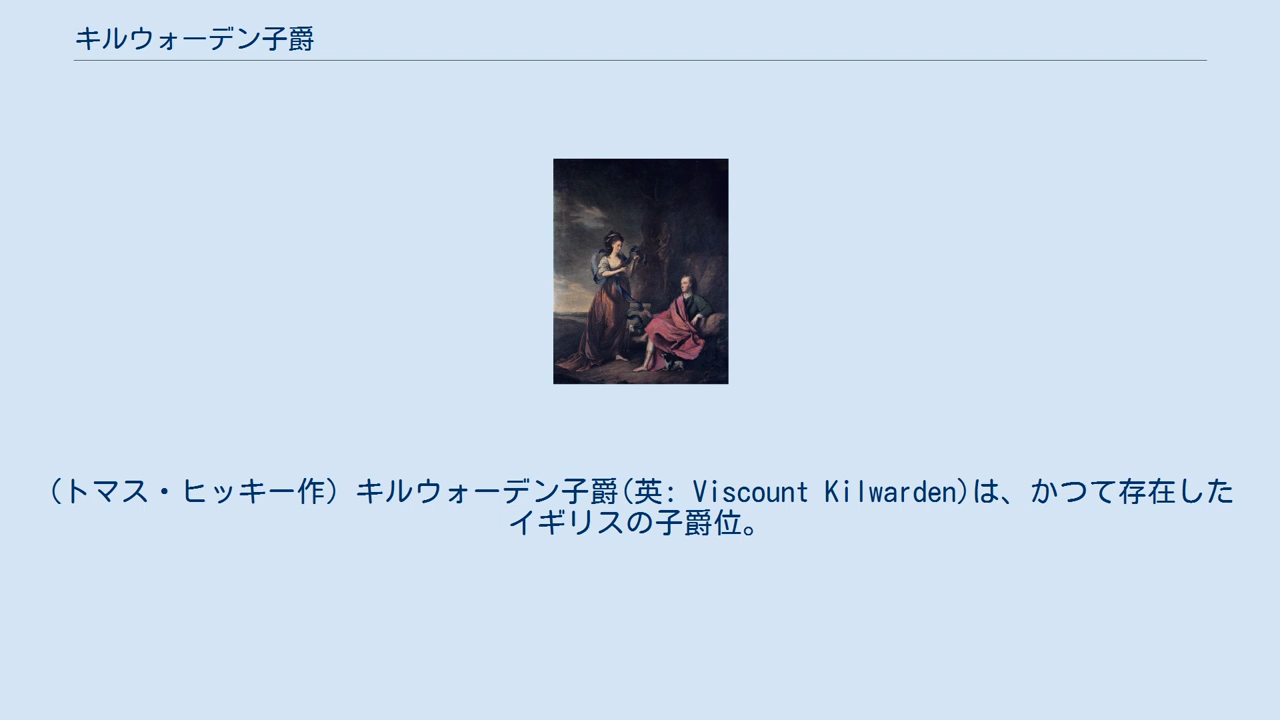 キルウォーデン子爵
（トマス・ヒッキー作）キルウォーデン子爵(英: Viscount Kilwarden)は、かつて存在した
イギリスの子爵位。